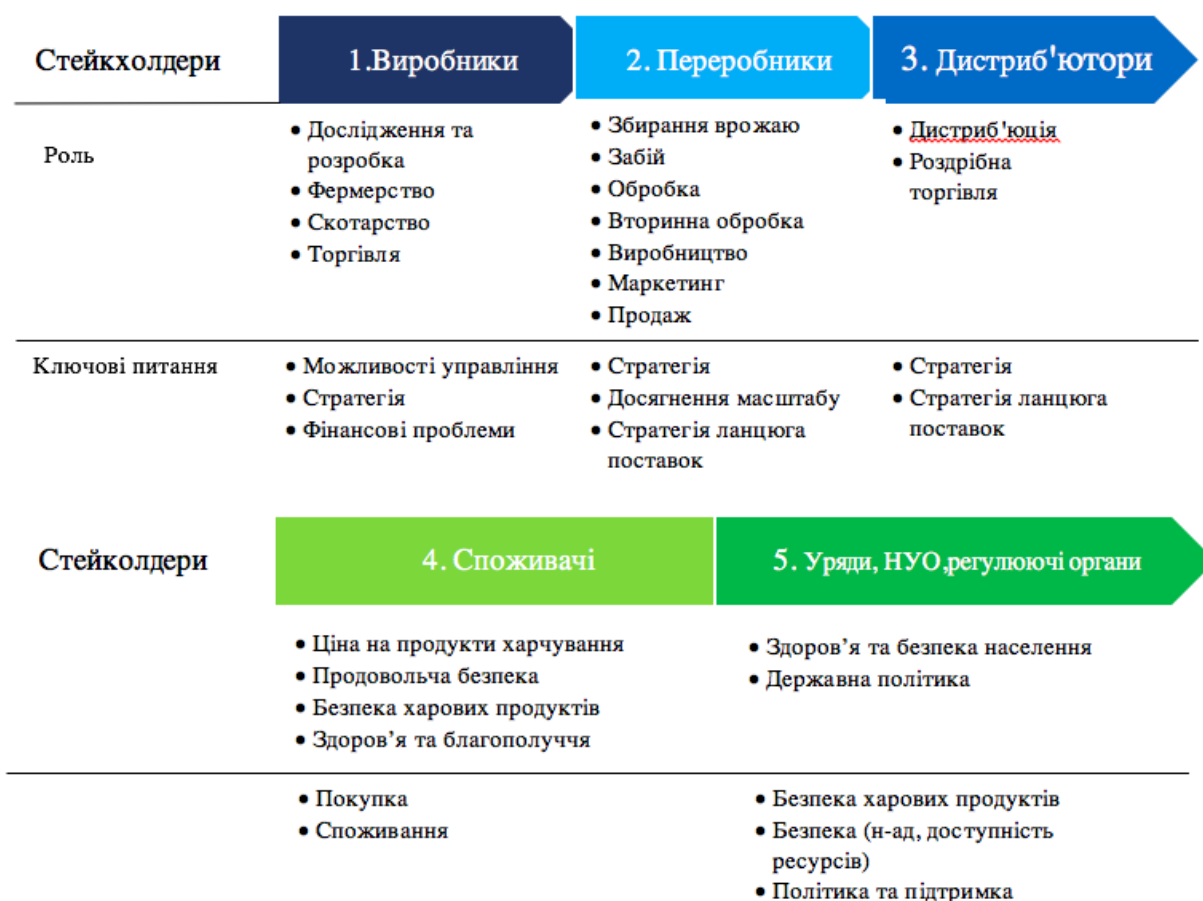 Стейкхолдери
1.Виробники
2. Переробники
3. Дистриб'ютори
Роль
• Дослідження та
розробка
• Фермерство
• Скотарство
• Торгівля
• Збирання врожаю
• Забій
• Обробка
• Вторинна обробка
• Виробництво
• Маркетинг
• Продаж
• Дистриб'юція
• Роздрібна
торгівля
Ключові питання
• Можливості управління
• Стратегія
• Фінансові проблеми
• Стратегія
• Досягнення масштабу
• Стратегія ланцюга
поставок
• Стратегія
• Стратегія ланцюга
поставок
Стейколдери
4. Споживачі
5. Уряди, НУО,регулюючі органи
• Ціна на продукти харчування
• Продовольча безпека
• Безпека харових продуктів
• Здоров’я та благополуччя
• Здоров’я та безпека населення
• Державна політика
• Покупка
• Споживання
• Безпека харових продуктів
• Безпека (н-ад, доступність
ресурсів)
• Політика та підтримка